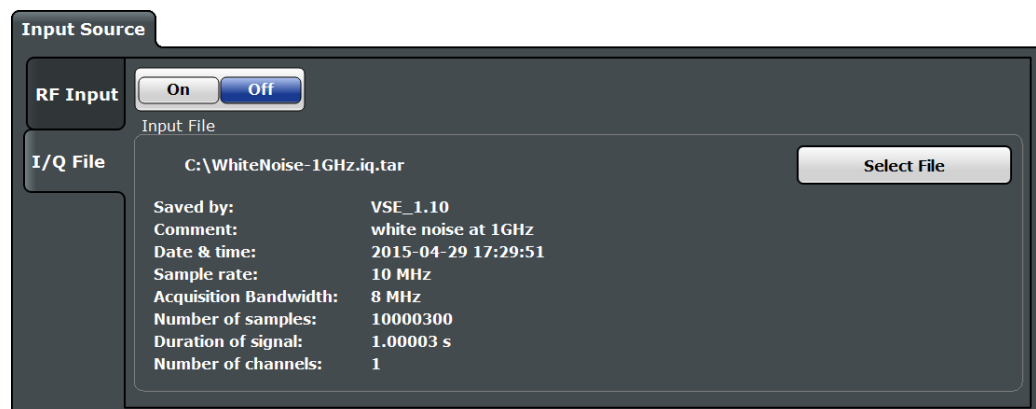 Input Source
RF Input
On Off
Input File
I/Q File
C:\WhiteNoise-1GHz.iq.tar
Select File
Saved by: VSE_1.10
Comment: white noise at 1GHz
Date & time: 2015-04-29 17:29:51
Sample rate: 10 MHz
Acquisition Bandwidth: 8 MHz
Number of samples: 10000300
Duration of signal: 1.00003 s
Number of channels: 1